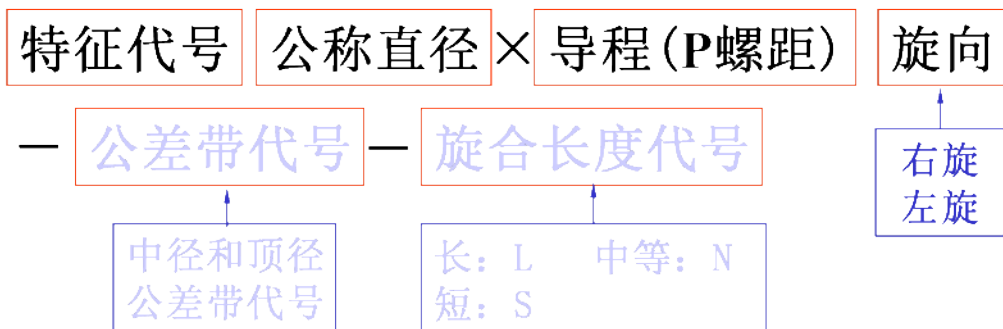 特征代号 公称直径×导程(P螺距) 旋向
—公差带代号—旋合长度代号
右旋
左旋
中径和顶径
公差带代号
长：L 中等：N
短：S